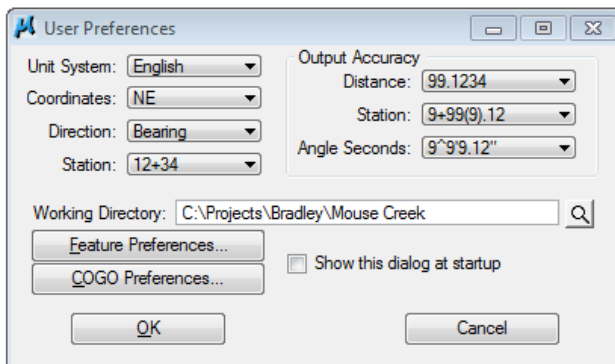 User Preferences
Unit System: English
Coordinates: NE
Direction: Bearing
Station: 12+34
Output Accuracy
Distance: 99.1234
Station: 9+99(9).12
Angle Seconds: 9^9'9.12"
Working Directory: C:\Projects\Bradley\Mouse Creek
Feature Preferences...
COGO Preferences...
Show this dialog at startup
OK
Cancel